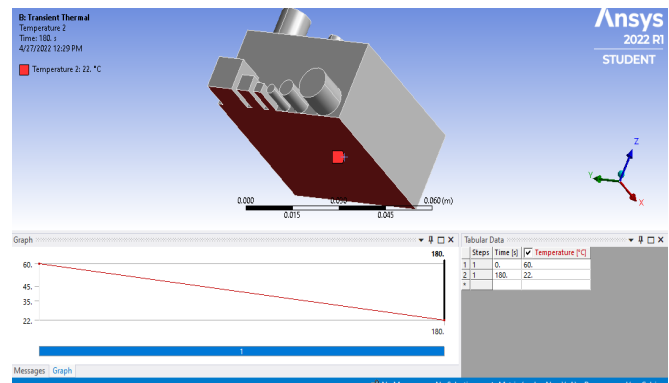 B: Transient Thermal
Temperature 2
Time: 180. s
4/27/2022 12:29 PM
Temperature 2: 22. °C
Ansys
2022 R1
STUDENT
Z
Y
X
0.000
0.030
0.060 (m)
0.015
0.045
Graph
180.
60.
45.
35.
22.
180.
1
Messages Graph
Tabular Data
Steps Time [s] Temperature [°C]
1 1 0. 60.
2 1 180. 22.
*